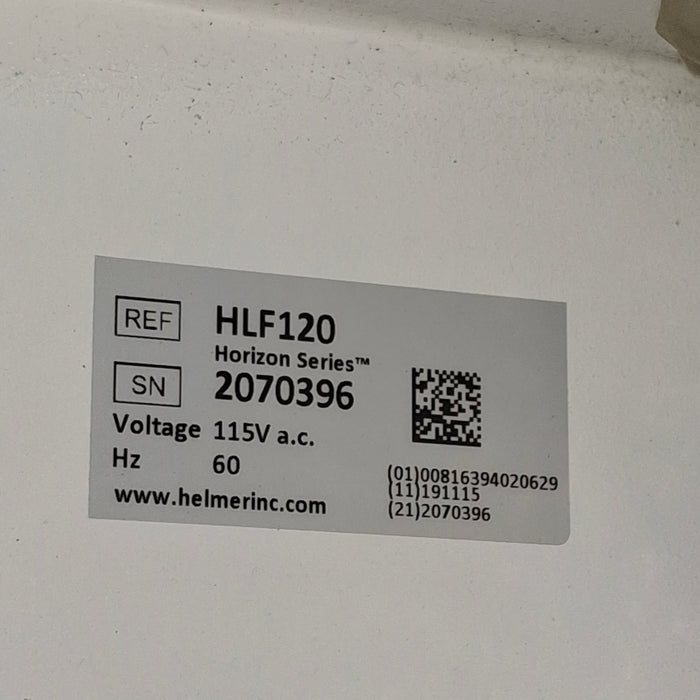 REF HLF120
Horizon Series™
SN 2070396
Voltage 115V a.c.
Hz 60
www.helmerinc.com
(01)00816394020629
(11)191115
(21)2070396